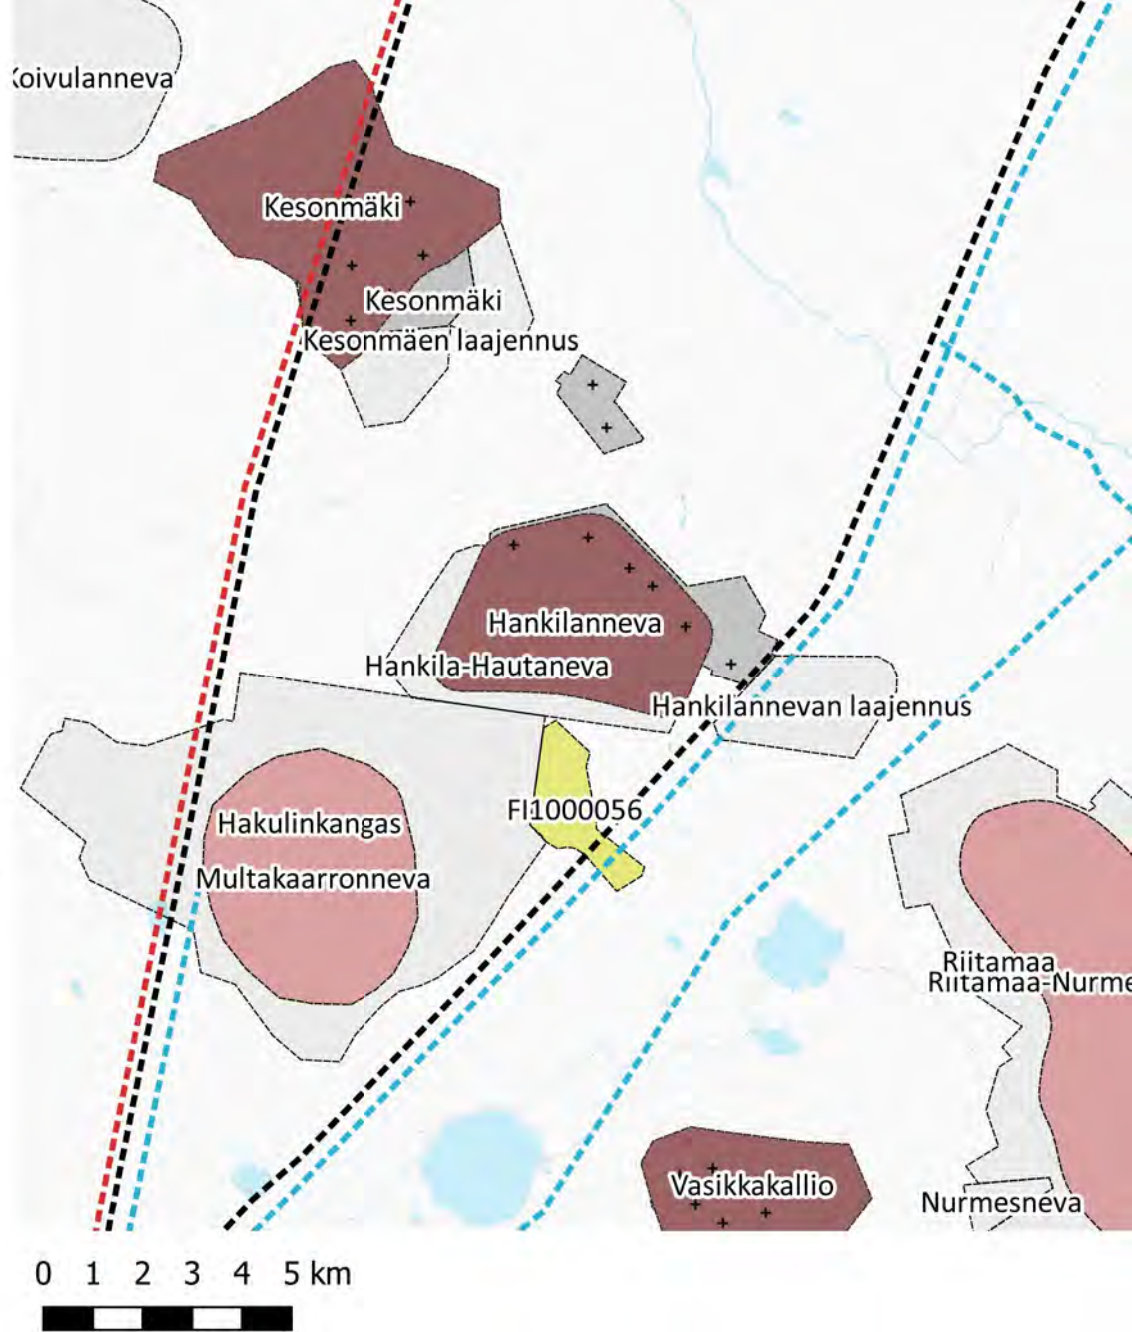 Koivulanneva
Kesonmäki
Kesonmäki
Kesonmäen laajennus
Hankilanneva
Hankila-Hautaneva
Hankilannevan laajennus
FI1000056
Hakulinkangas
Multakaarronneva
Riitamaa
Riitamaa-Nurme
Vasikkakallio
Nurmesneva
0 1 2 3 4 5 km